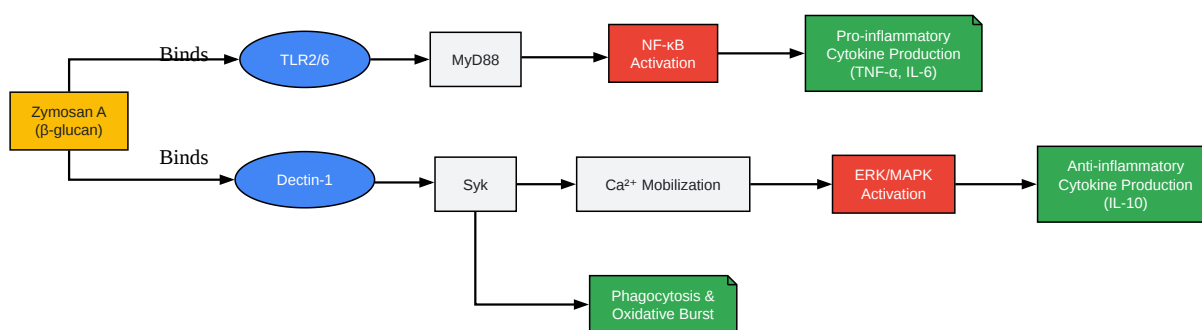 Binds
TLR2/6
MyD88
NF-κB
Activation
Pro-inflammatory
Cytokine Production
(TNF-α, IL-6)
Zymosan A
(β-glucan)
Binds
Dectin-1
Syk
Ca²⁺ Mobilization
ERK/MAPK
Activation
Anti-inflammatory
Cytokine Production
(IL-10)
Phagocytosis &
Oxidative Burst